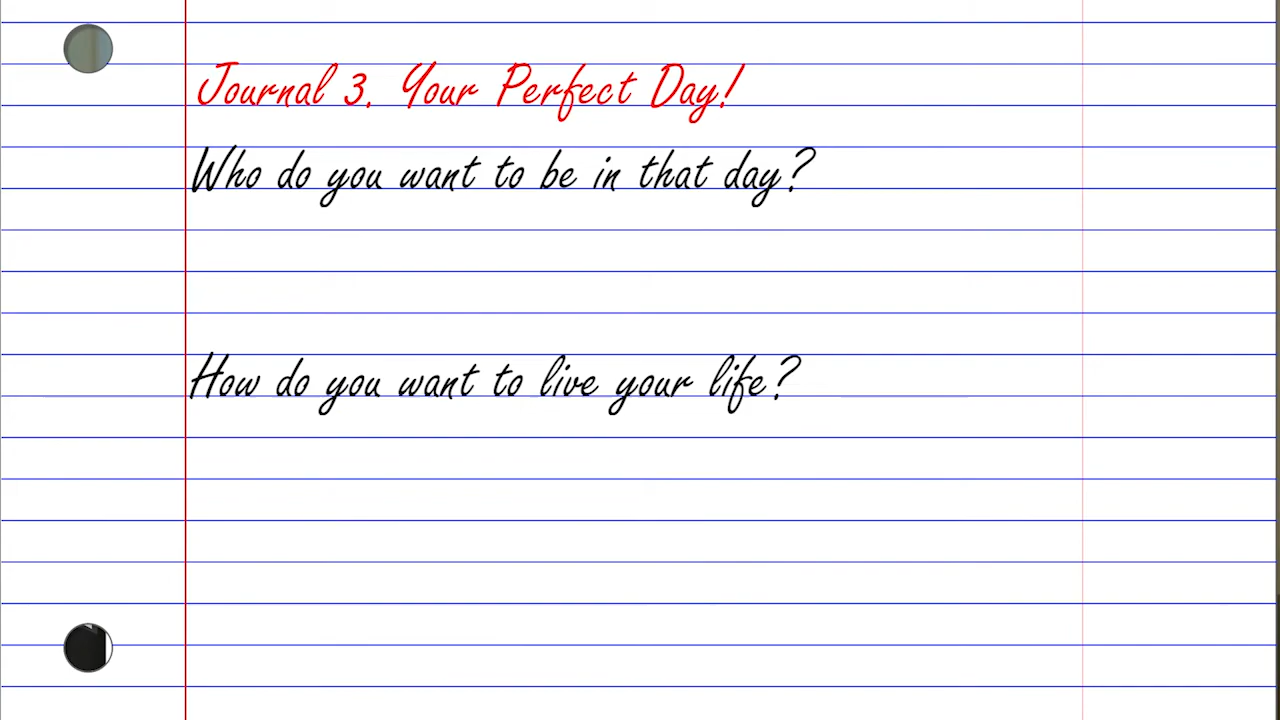 Journal 3. Your Perfect Day!
Who do you want to be in that day?
How do you want to live your life?